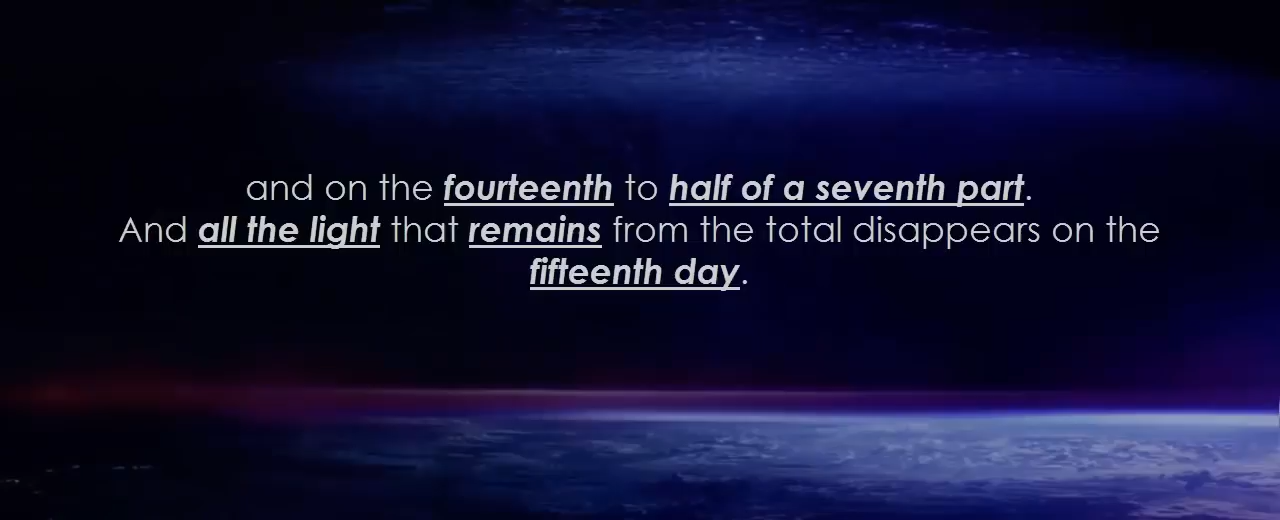 and on the fourteenth to half of a seventh part.
And all the light that remains from the total disappears on the
fifteenth day.